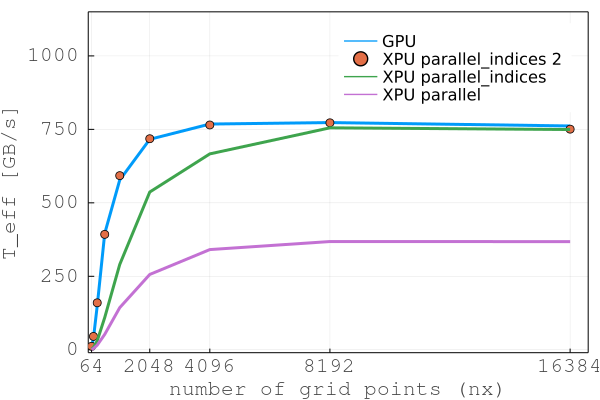 GPU
XPU parallel_indices 2
XPU parallel_indices
XPU parallel
T_eff [GB/s]
1000
750
500
250
0
64 2048 4096 8192 16384
number of grid points (nx)